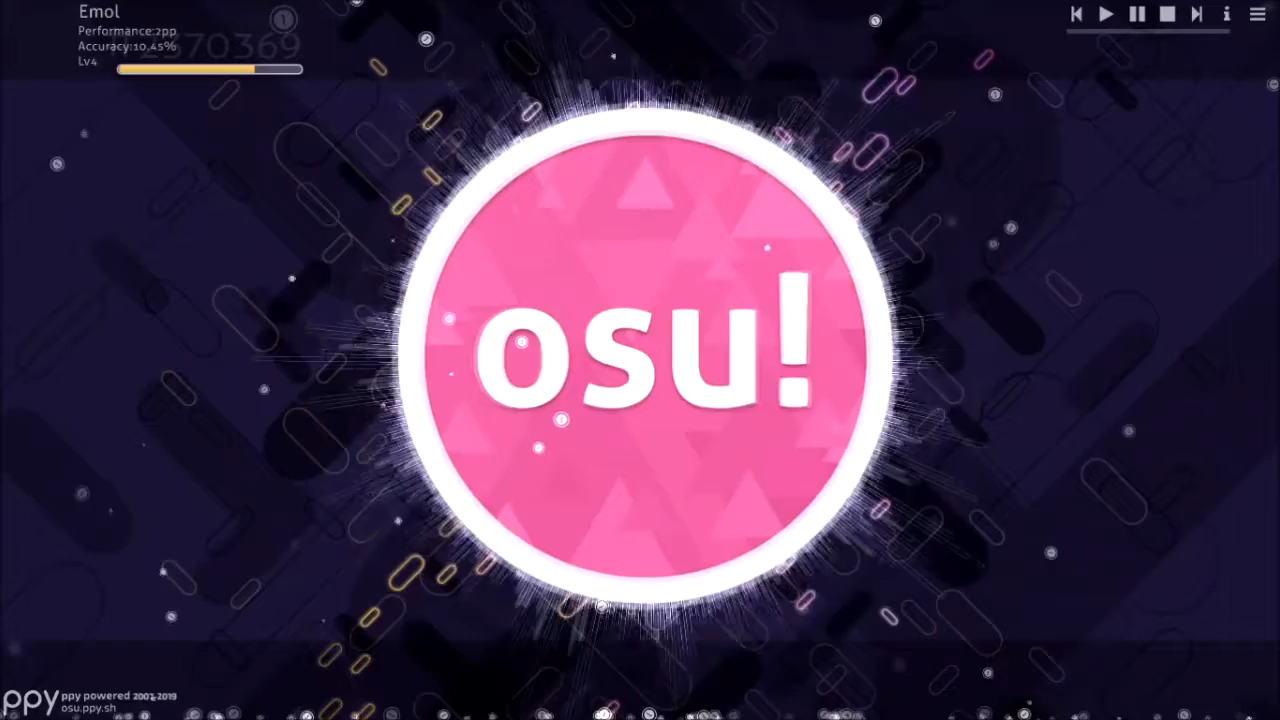 Emol
Performance:2pp
Accuracy:10.45%
Lv4
osu!
ppy
ppy powered 2007-2019
osu.ppy.sh